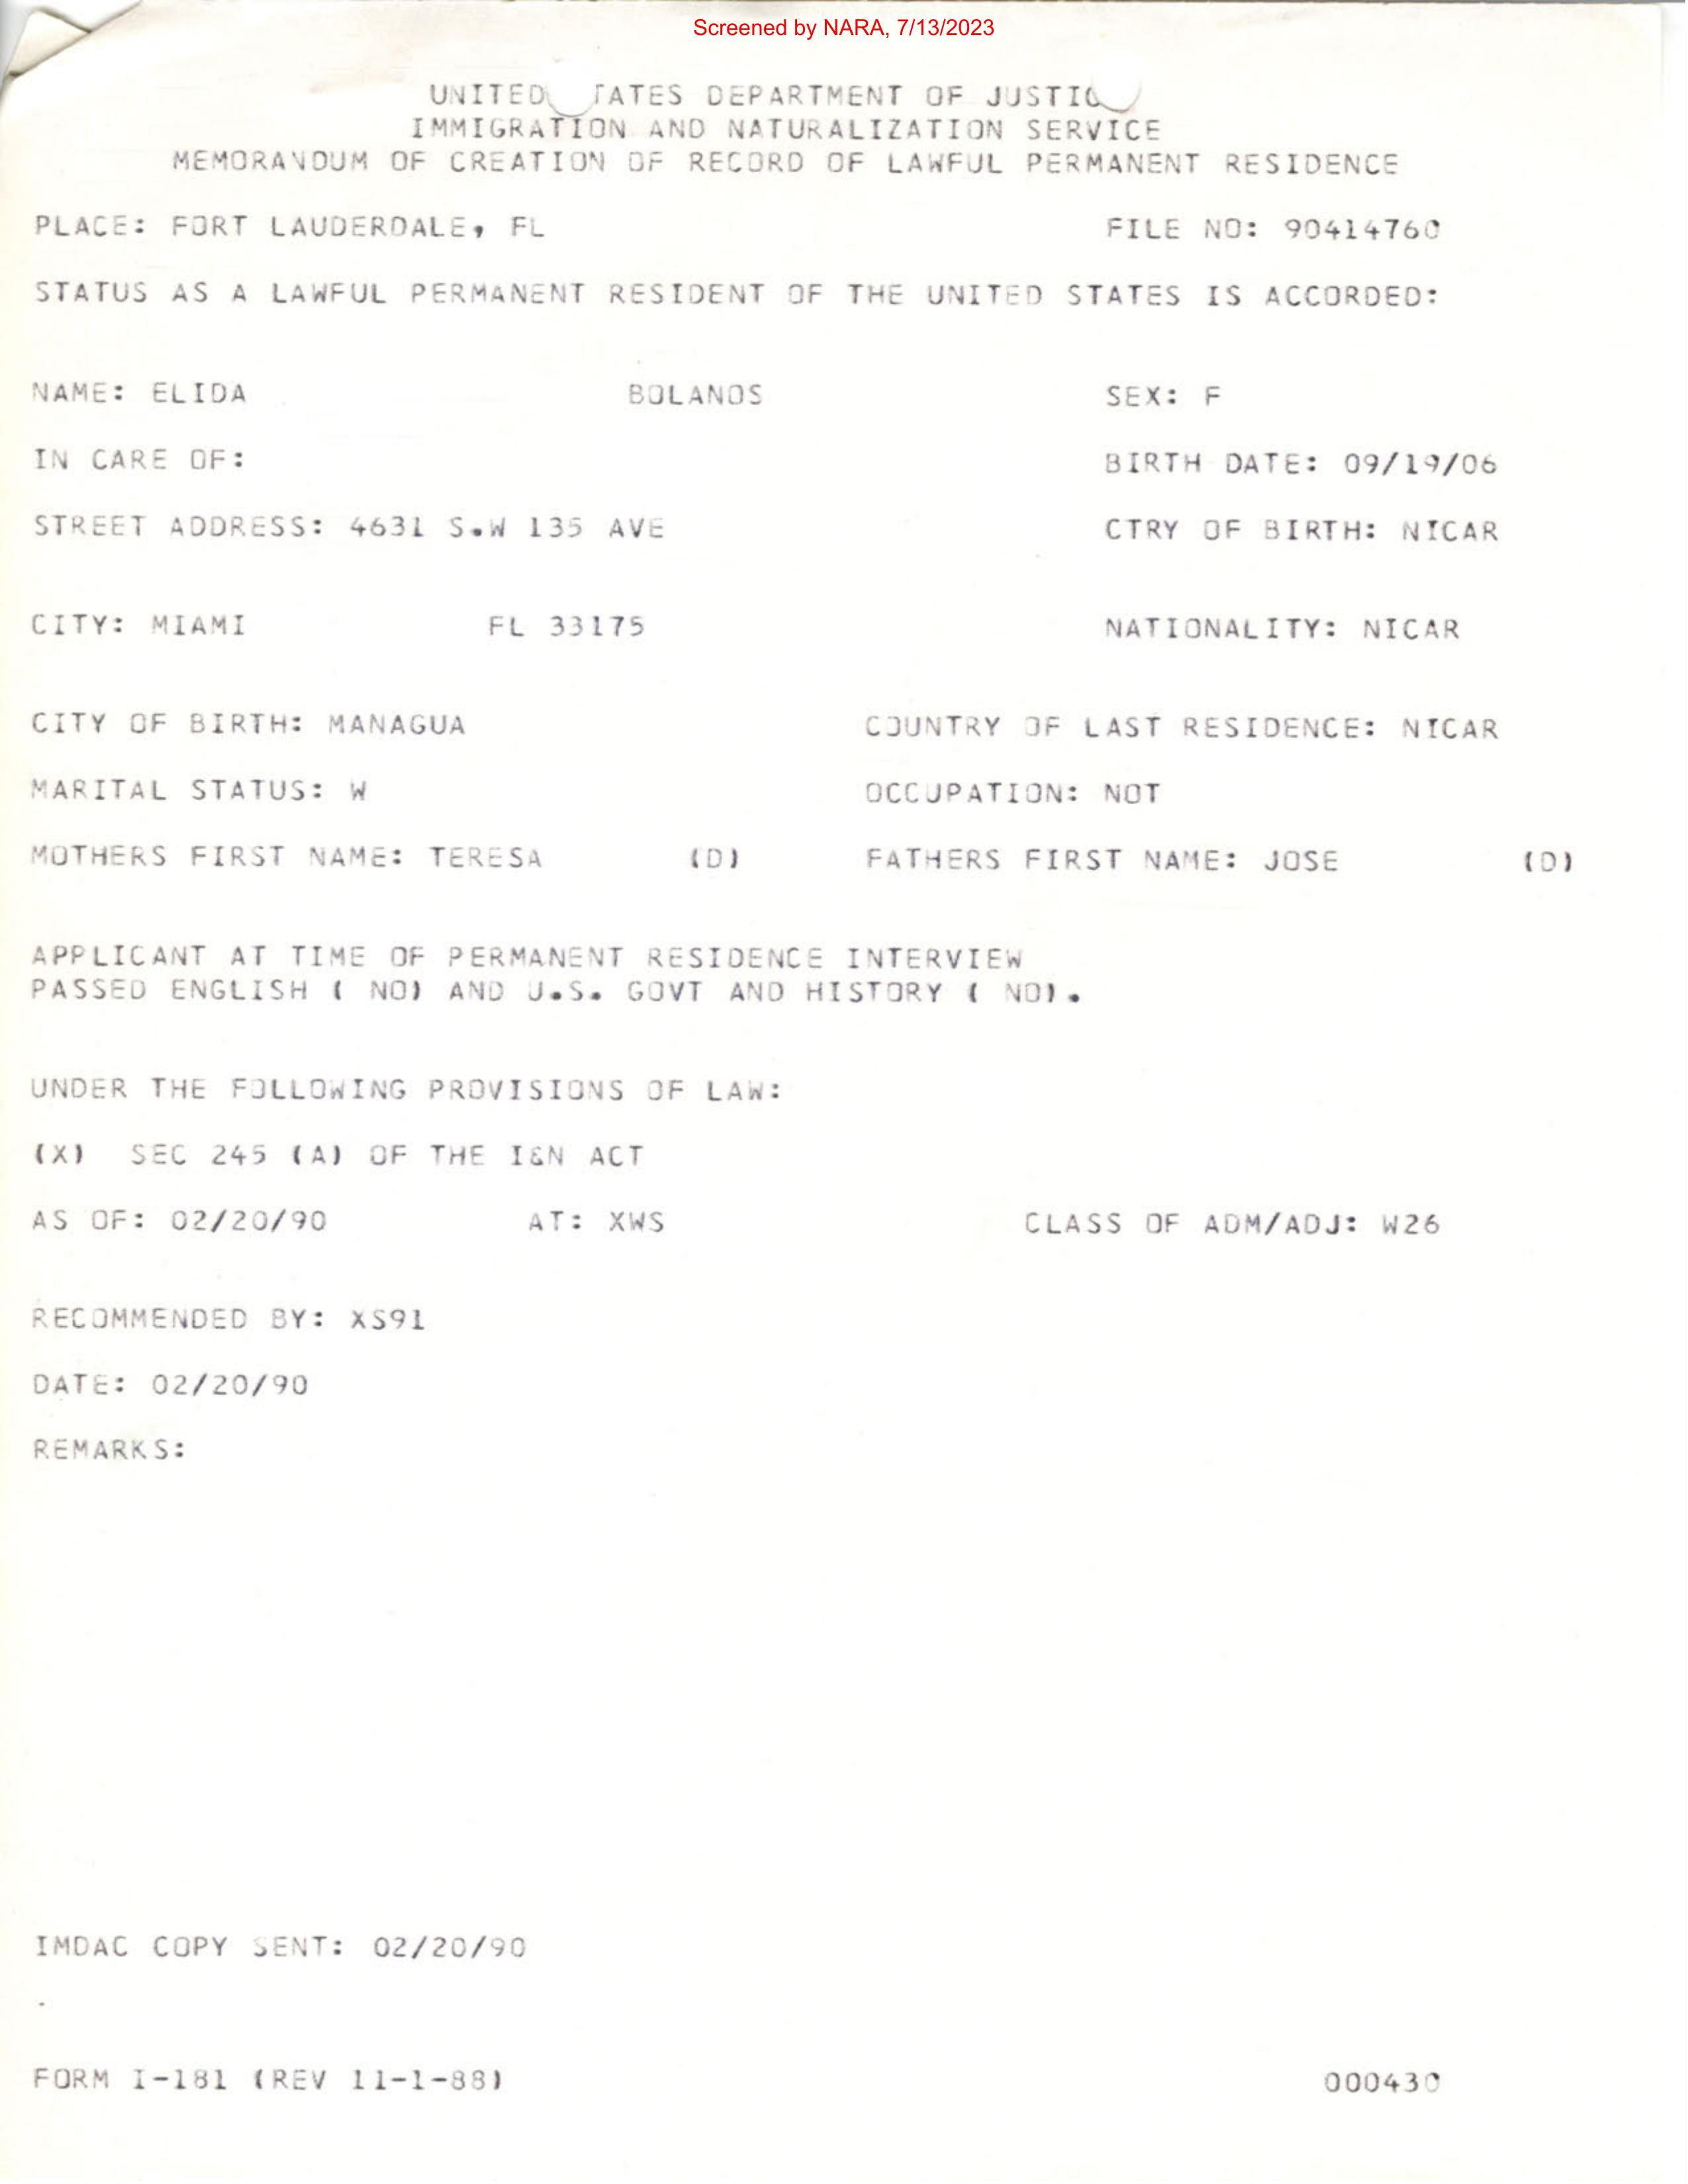 Screened by NARA, 7/13/2023
UNITED TATES DEPARTMENT OF JUSTIC
IMMIGRATION AND NATURALIZATION SERVICE
MEMORANDUM OF CREATION OF RECORD OF LAWFUL PERMANENT RESIDENCE
PLACE: FORT LAUDERDALE, FL FILE NO: 90414760
STATUS AS A LAWFUL PERMANENT RESIDENT OF THE UNITED STATES IS ACCORDED:
NAME: ELIDA BOLANOS SEX: F
IN CARE OF: BIRTH DATE: 09/19/06
STREET ADDRESS: 4631 S.W 135 AVE CTRY OF BIRTH: NICAR
CITY: MIAMI FL 33175 NATIONALITY: NICAR
CITY OF BIRTH: MANAGUA COUNTRY OF LAST RESIDENCE: NICAR
MARITAL STATUS: W OCCUPATION: NOT
MOTHERS FIRST NAME: TERESA (D) FATHERS FIRST NAME: JOSE (D)
APPLICANT AT TIME OF PERMANENT RESIDENCE INTERVIEW
PASSED ENGLISH ( NO) AND U.S. GOVT AND HISTORY ( NO).
UNDER THE FOLLOWING PROVISIONS OF LAW:
(X) SEC 245 (A) OF THE I&N ACT
AS OF: 02/20/90 AT: XWS CLASS OF ADM/ADJ: W26
RECOMMENDED BY: XS91
DATE: 02/20/90
REMARKS:
IMDAC COPY SENT: 02/20/90
FORM I-181 (REV 11-1-88) 000430